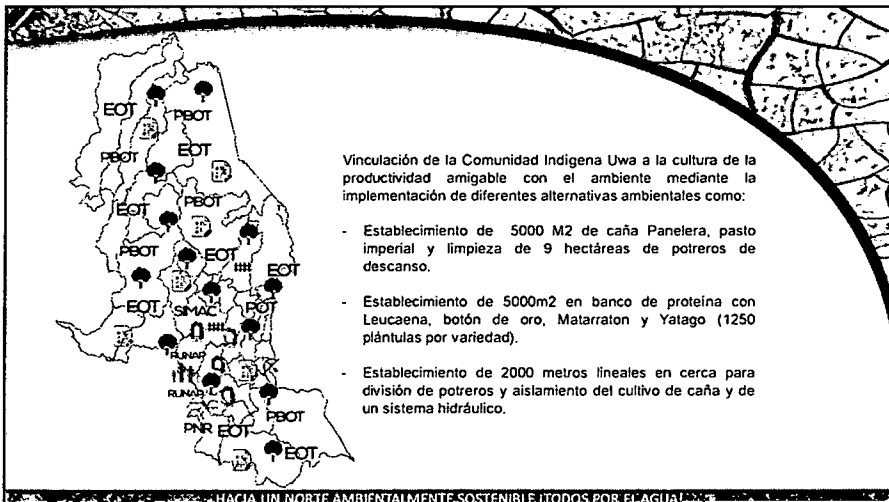 EOT
PBOT
PBOT
EOT
EOT
PBOT
PBOT
EOT
EOT
EOT
SIMAC
POT
RUNAP
RUNAP
PNR
EOT
PBOT
EOT
Vinculación de la Comunidad Indigena Uwa a la cultura de la
productividad amigable con el ambiente mediante la
implementación de diferentes alternativas ambientales como:
- Establecimiento de 5000 M2 de caña Panelera, pasto
imperial y limpieza de 9 hectáreas de potreros de
descanso.
- Establecimiento de 5000m2 en banco de proteína con
Leucaena, botón de oro, Matarraton y Yatago (1250
plántulas por variedad).
- Establecimiento de 2000 metros lineales en cerca para
división de potreros y aislamiento del cultivo de caña y de
un sistema hidráulico.
HACIA UN NORTE AMBIENTALMENTE SOSTENIBLE ¡TODOS POR EL AGUA!